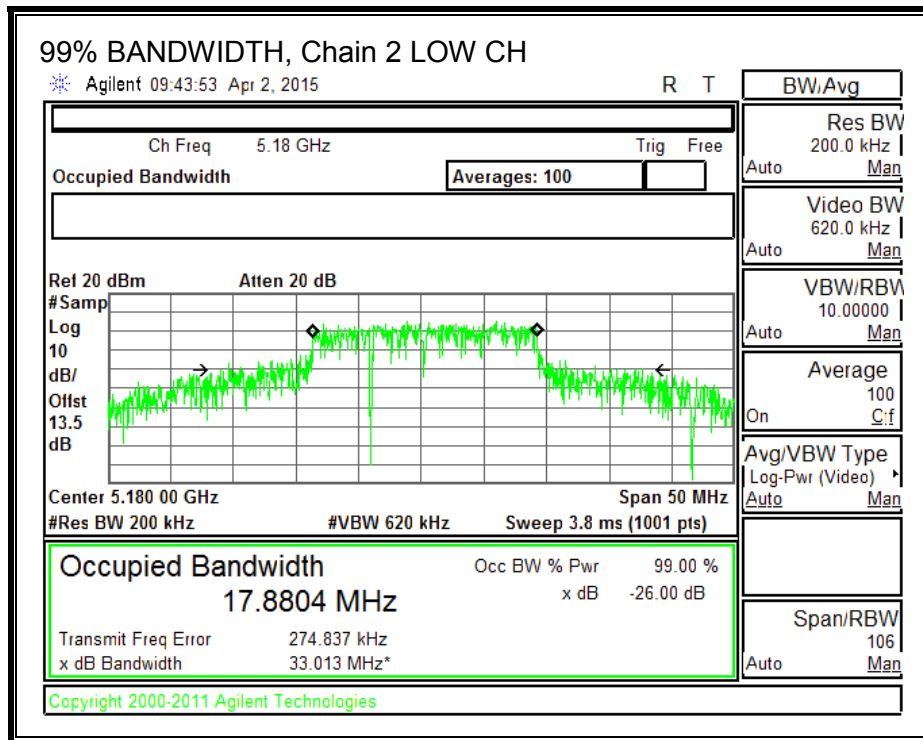 99% BANDWIDTH, Chain 2 LOW CH
Agilent 09:43:53 Apr 2, 2015 R T
BW/Avg
Ch Freq 5.18 GHz Trig Free
Occupied Bandwidth Averages: 100
Res BW
200.0 kHz
Auto Man
Video BW
620.0 kHz
Auto Man
VBW/RBW
10.00000
Auto Man
Average
100
On Off
Avg/VBW Type
Log-Pwr (Video)
Auto Man
Span/RBW
106
Auto Man
Ref 20 dBm Atten 20 dB
#Samp
Log
10
dB/
Offst
13.5
dB
Center 5.180 00 GHz Span 50 MHz
#Res BW 200 kHz #VBW 620 kHz Sweep 3.8 ms (1001 pts)
Occupied Bandwidth Occ BW % Pwr 99.00 %
17.8804 MHz x dB -26.00 dB
Transmit Freq Error 274.837 kHz
x dB Bandwidth 33.013 MHz*
Copyright 2000-2011 Agilent Technologies